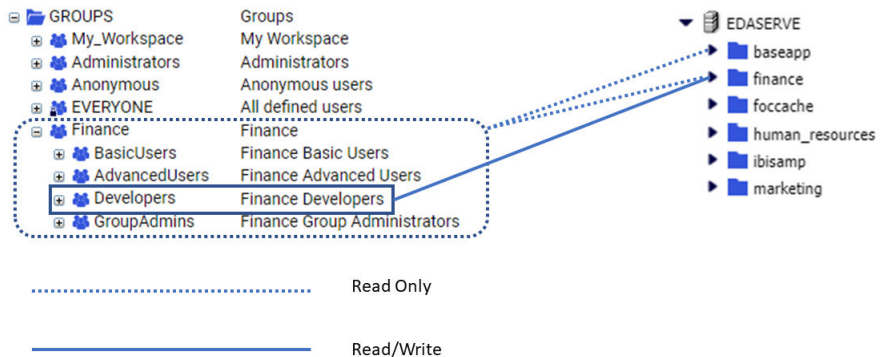 GROUPS Groups
My_Workspace My Workspace
Administrators Administrators
Anonymous Anonymous users
EVERYONE All defined users
Finance Finance
BasicUsers Finance Basic Users
AdvancedUsers Finance Advanced Users
Developers Finance Developers
GroupAdmins Finance Group Administrators
EDASERVE
baseapp
finance
foccache
human_resources
ibisamp
marketing
Read Only
Read/Write